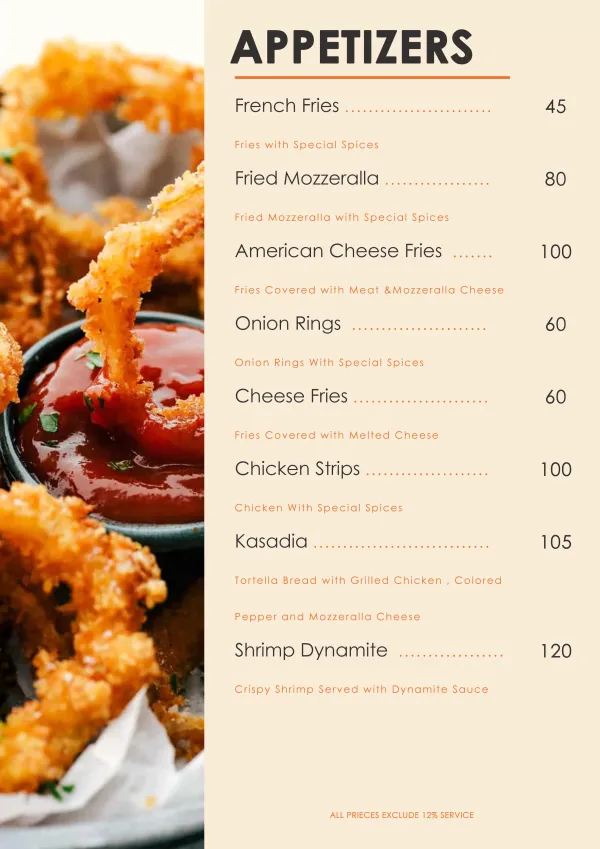 APPETIZERS
French Fries ......................... 45
Fries with Special Spices
Fried Mozzeralla .................. 80
Fried Mozzeralla with Special Spices
American Cheese Fries ....... 100
Fries Covered with Meat &Mozzeralla Cheese
Onion Rings ....................... 60
Onion Rings With Special Spices
Cheese Fries ....................... 60
Fries Covered with Melted Cheese
Chicken Strips ..................... 100
Chicken With Special Spices
Kasadia .............................. 105
Tortella Bread with Grilled Chicken , Colored
Pepper and Mozzeralla Cheese
Shrimp Dynamite .................. 120
Crispy Shrimp Served with Dynamite Sauce
ALL PRIECES EXCLUDE 12% SERVICE